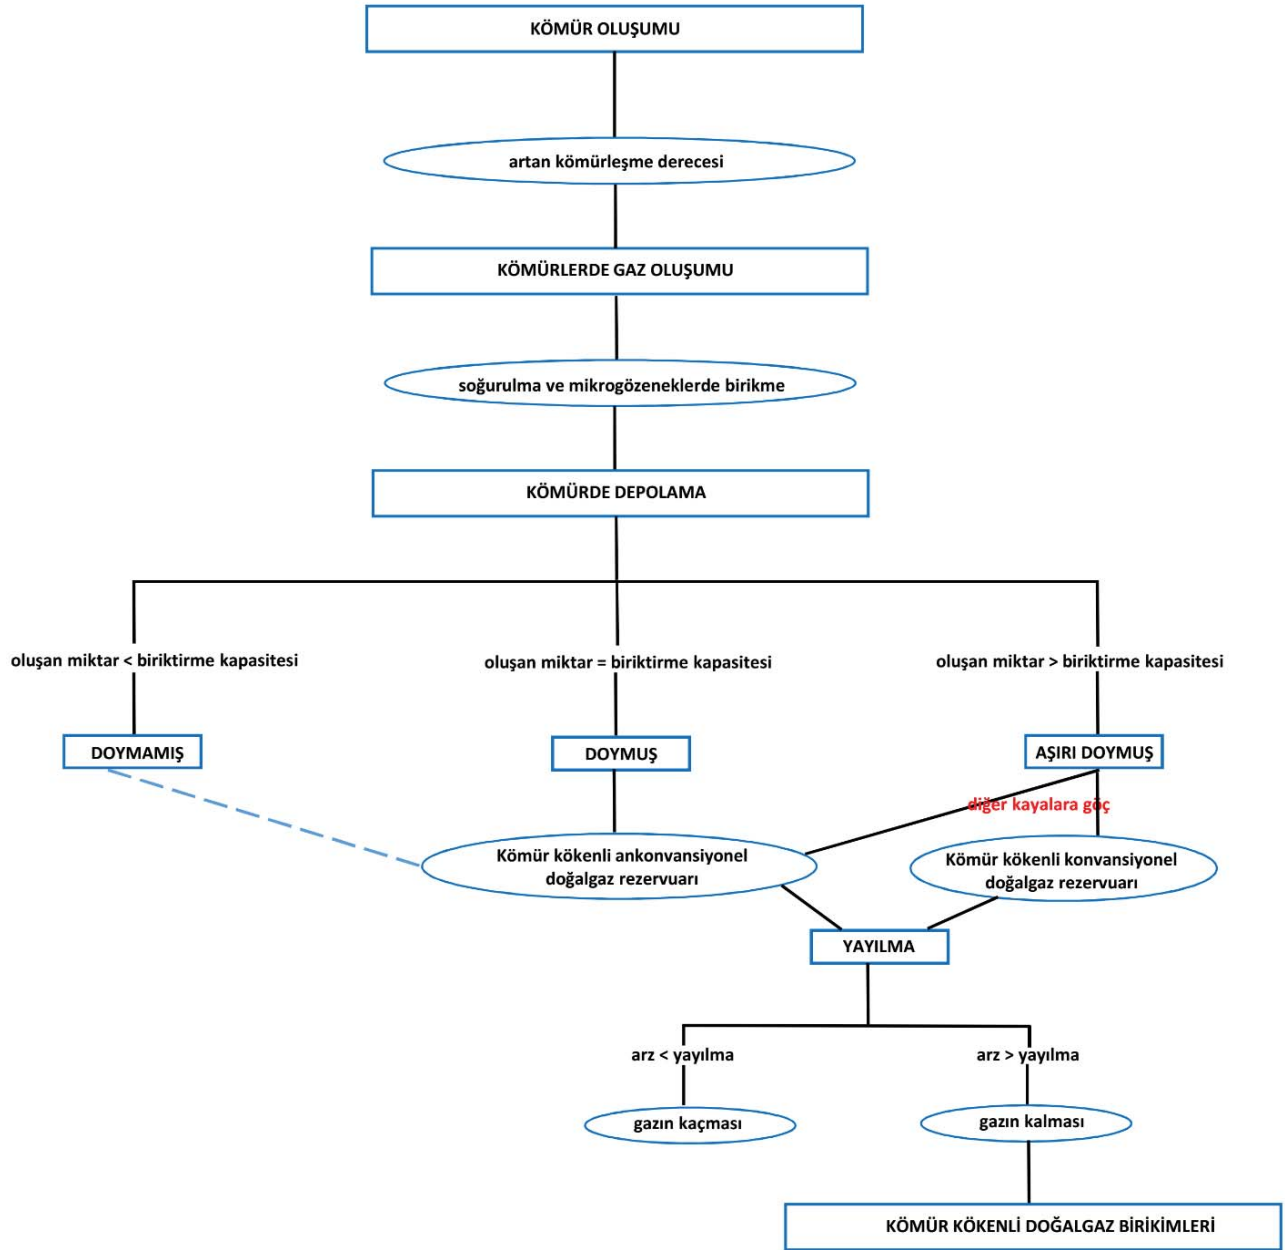 KÖMÜR OLUŞUMU
artan kömürleşme derecesi
KÖMÜRLERDE GAZ OLUŞUMU
soğurulma ve mikrogözeneklerde birikme
KÖMÜRDE DEPOLAMA
oluşan miktar < biriktirme kapasitesi
oluşan miktar = biriktirme kapasitesi
oluşan miktar > biriktirme kapasitesi
DOYMAMIŞ
DOYMUŞ
AŞIRI DOYMUŞ
diğer kayalara göç
Kömür kökenli ankonvansiyonel
doğalgaz rezervuarı
Kömür kökenli konvansiyonel
doğalgaz rezervuarı
YAYILMA
arz < yayılma
arz > yayılma
gazın kaçması
gazın kalması
KÖMÜR KÖKENLİ DOĞALGAZ BİRİKİMLERİ